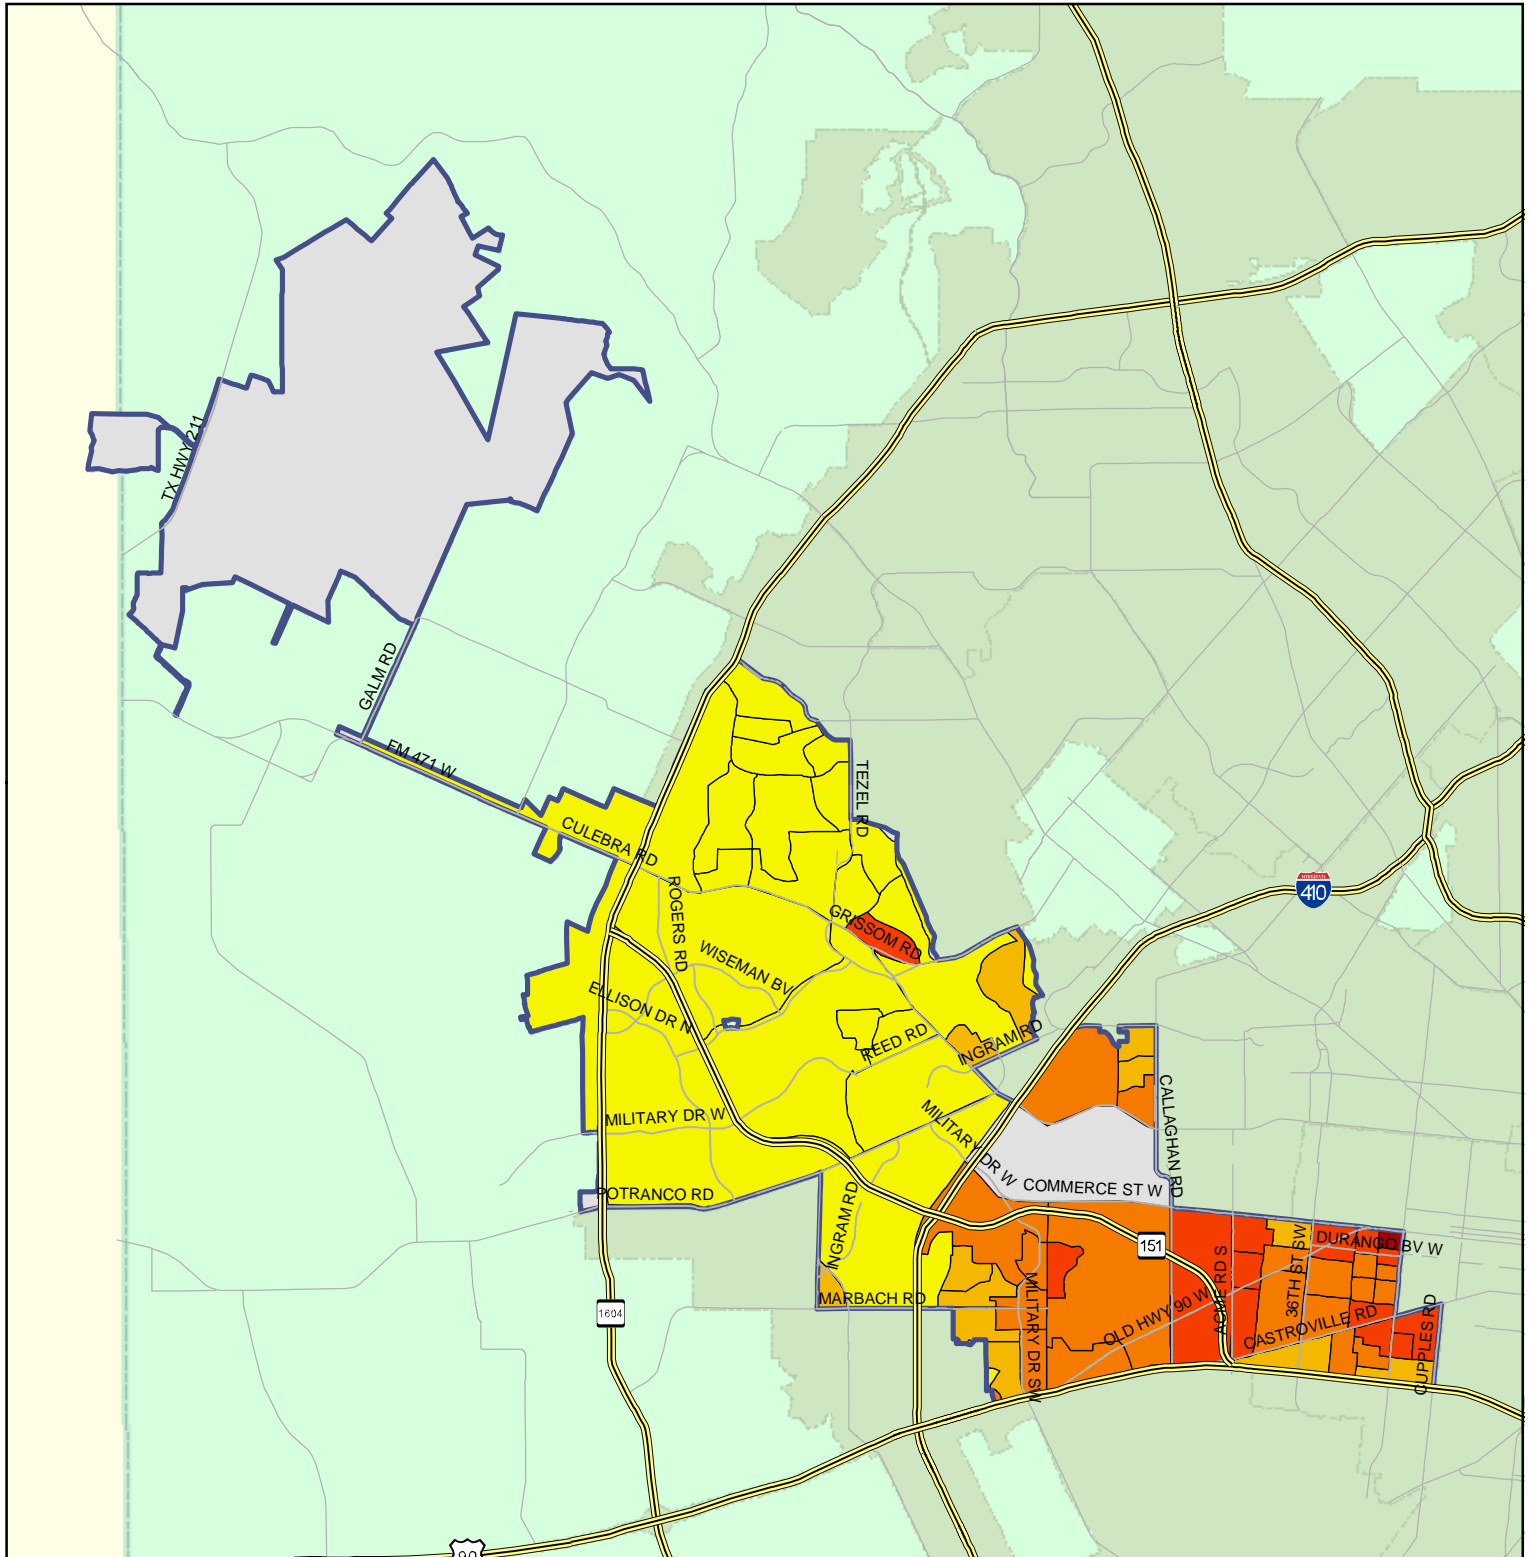 TX HWY 211
GALM RD
FM 471 W
TEZEL RD
CULEBRA RD
ROGERS RD
GRISSOM RD
INTERSTATE
410
WISEMAN BV
ELLISON DR N
REED RD
INGRAM RD
MILITARY DR W
MILITARY DR W
CALLAGHAN RD
COMMERCE ST W
POTRANCO RD
INGRAM RD
151
DURANGO BV W
36TH ST SW
ACME RD S
MARBACH RD
1604
MILITARY DR SW
OLD HWY 90 W
CASTROVILLE RD
CUPPLES RD
90